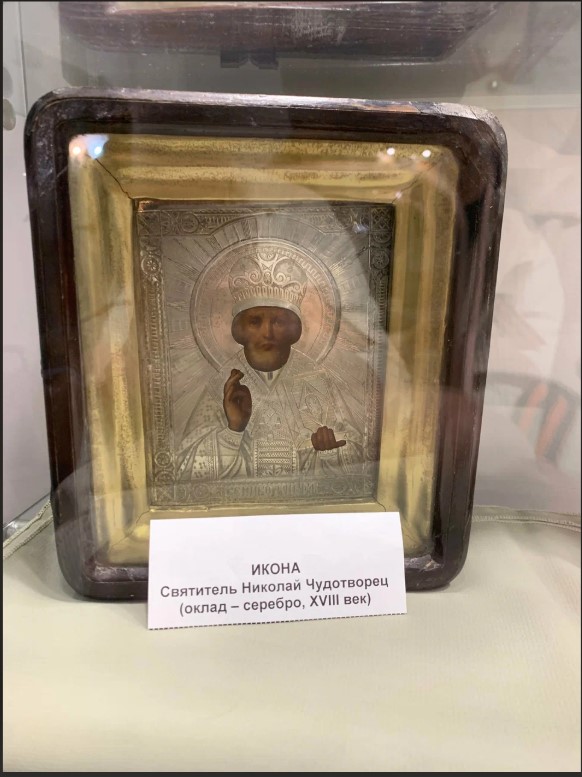 ИКОНА
Святитель Николай Чудотворец
(оклад – серебро, XVIII век)